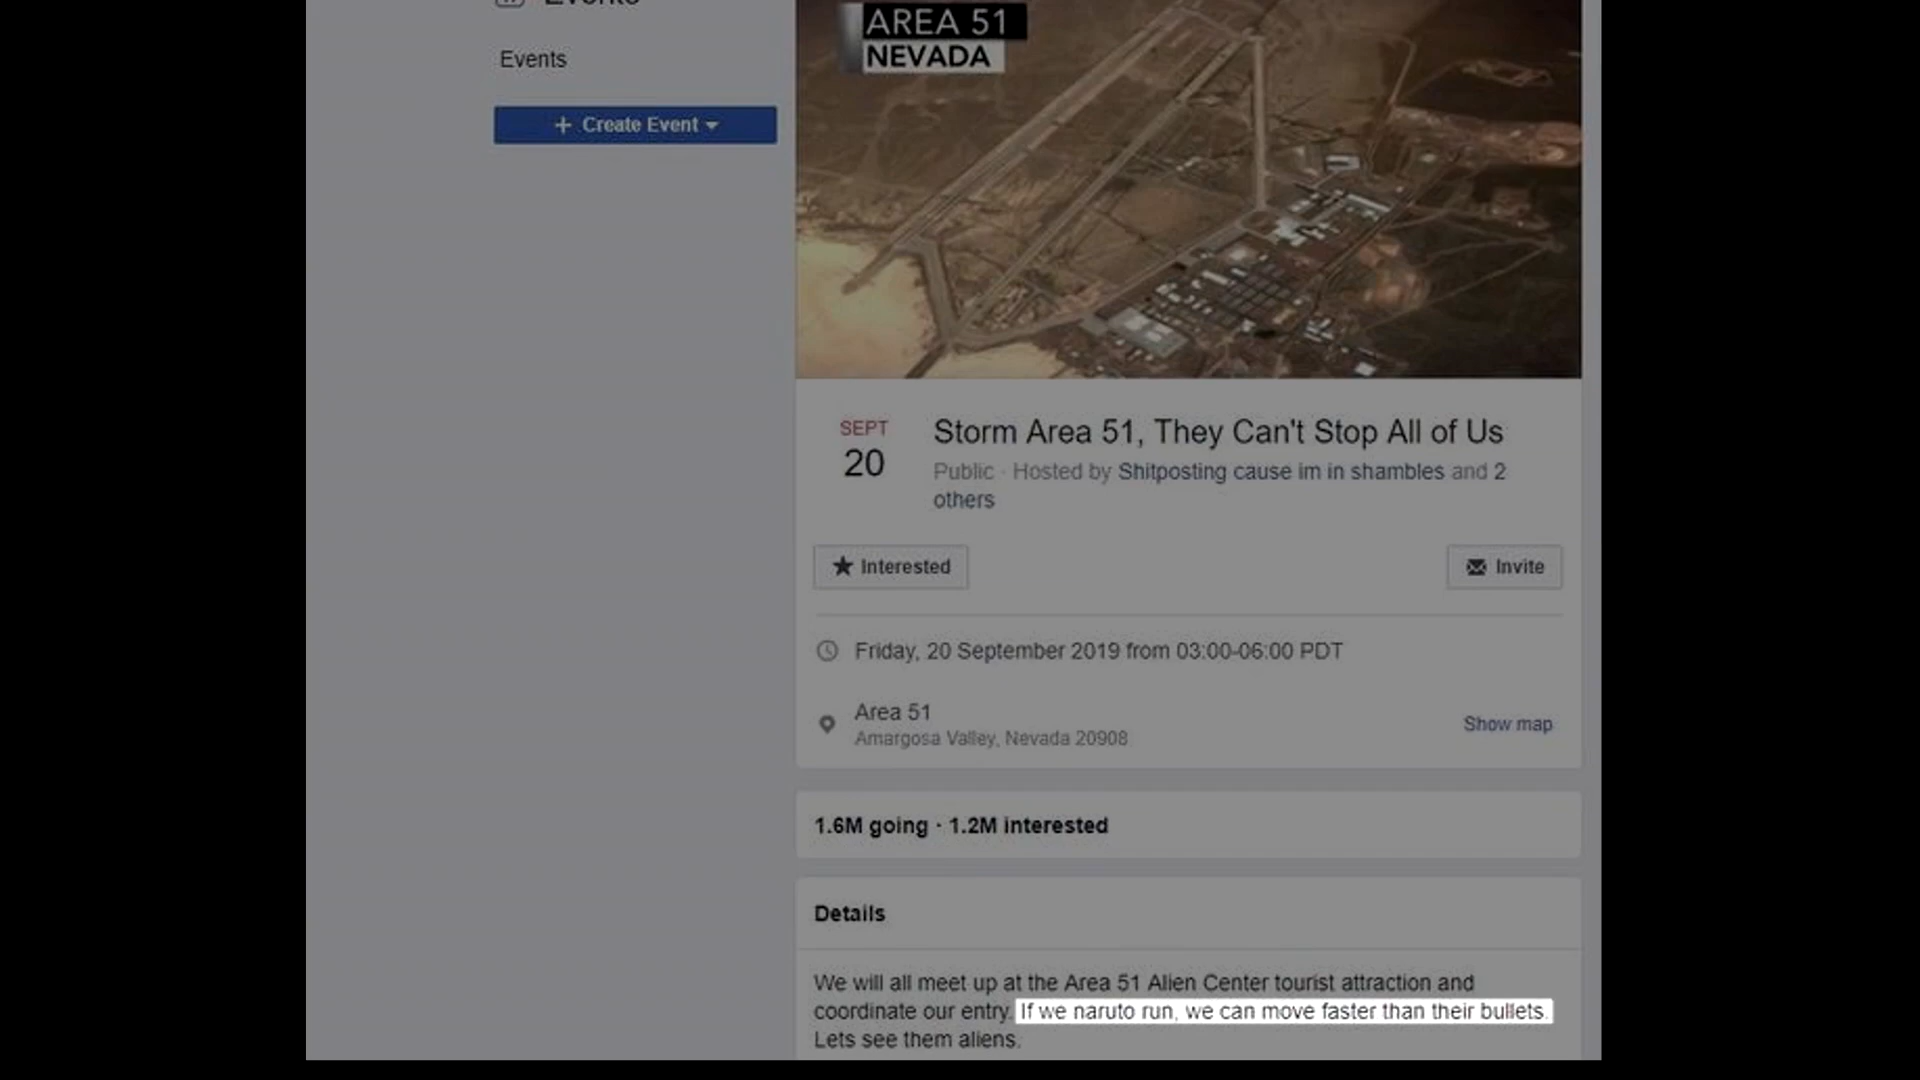 AREA 51
NEVADA
Events
Events
+ Create Event
SEPT
20
Storm Area 51, They Can't Stop All of Us
Public · Hosted by Shitposting cause im in shambles and 2
others
Interested
Invite
Friday, 20 September 2019 from 03:00-06:00 PDT
Area 51
Amargosa Valley, Nevada 20908
Show map
1.6M going · 1.2M interested
Details
We will all meet up at the Area 51 Alien Center tourist attraction and
coordinate our entry. If we naruto run, we can move faster than their bullets.
Lets see them aliens.